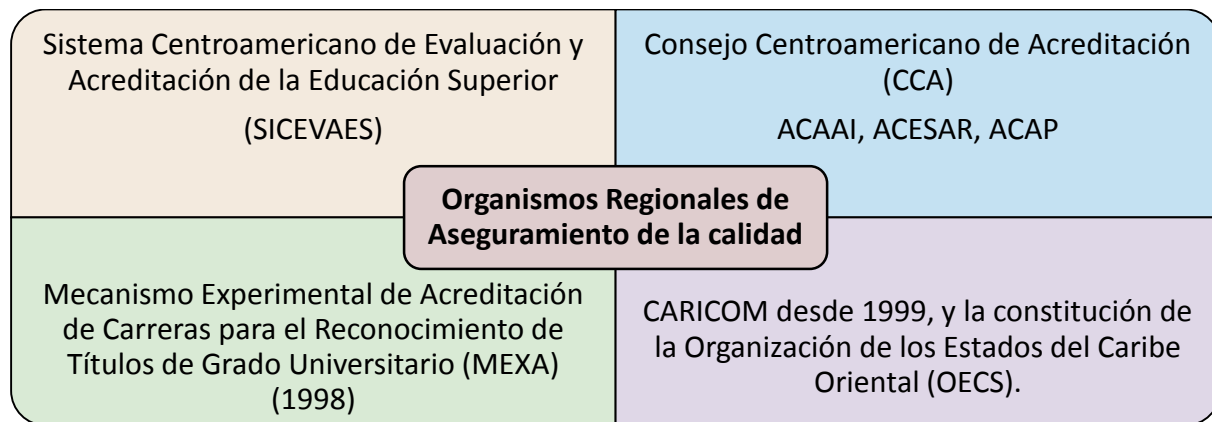 Sistema Centroamericano de Evaluación y
Acreditación de la Educación Superior
(SICEVAES)
Consejo Centroamericano de Acreditación
(CCA)
ACAAI, ACESAR, ACAP
Organismos Regionales de
Aseguramiento de la calidad
Mecanismo Experimental de Acreditación
de Carreras para el Reconocimiento de
Títulos de Grado Universitario (MEXA)
(1998)
CARICOM desde 1999, y la constitución de
la Organización de los Estados del Caribe
Oriental (OECS).